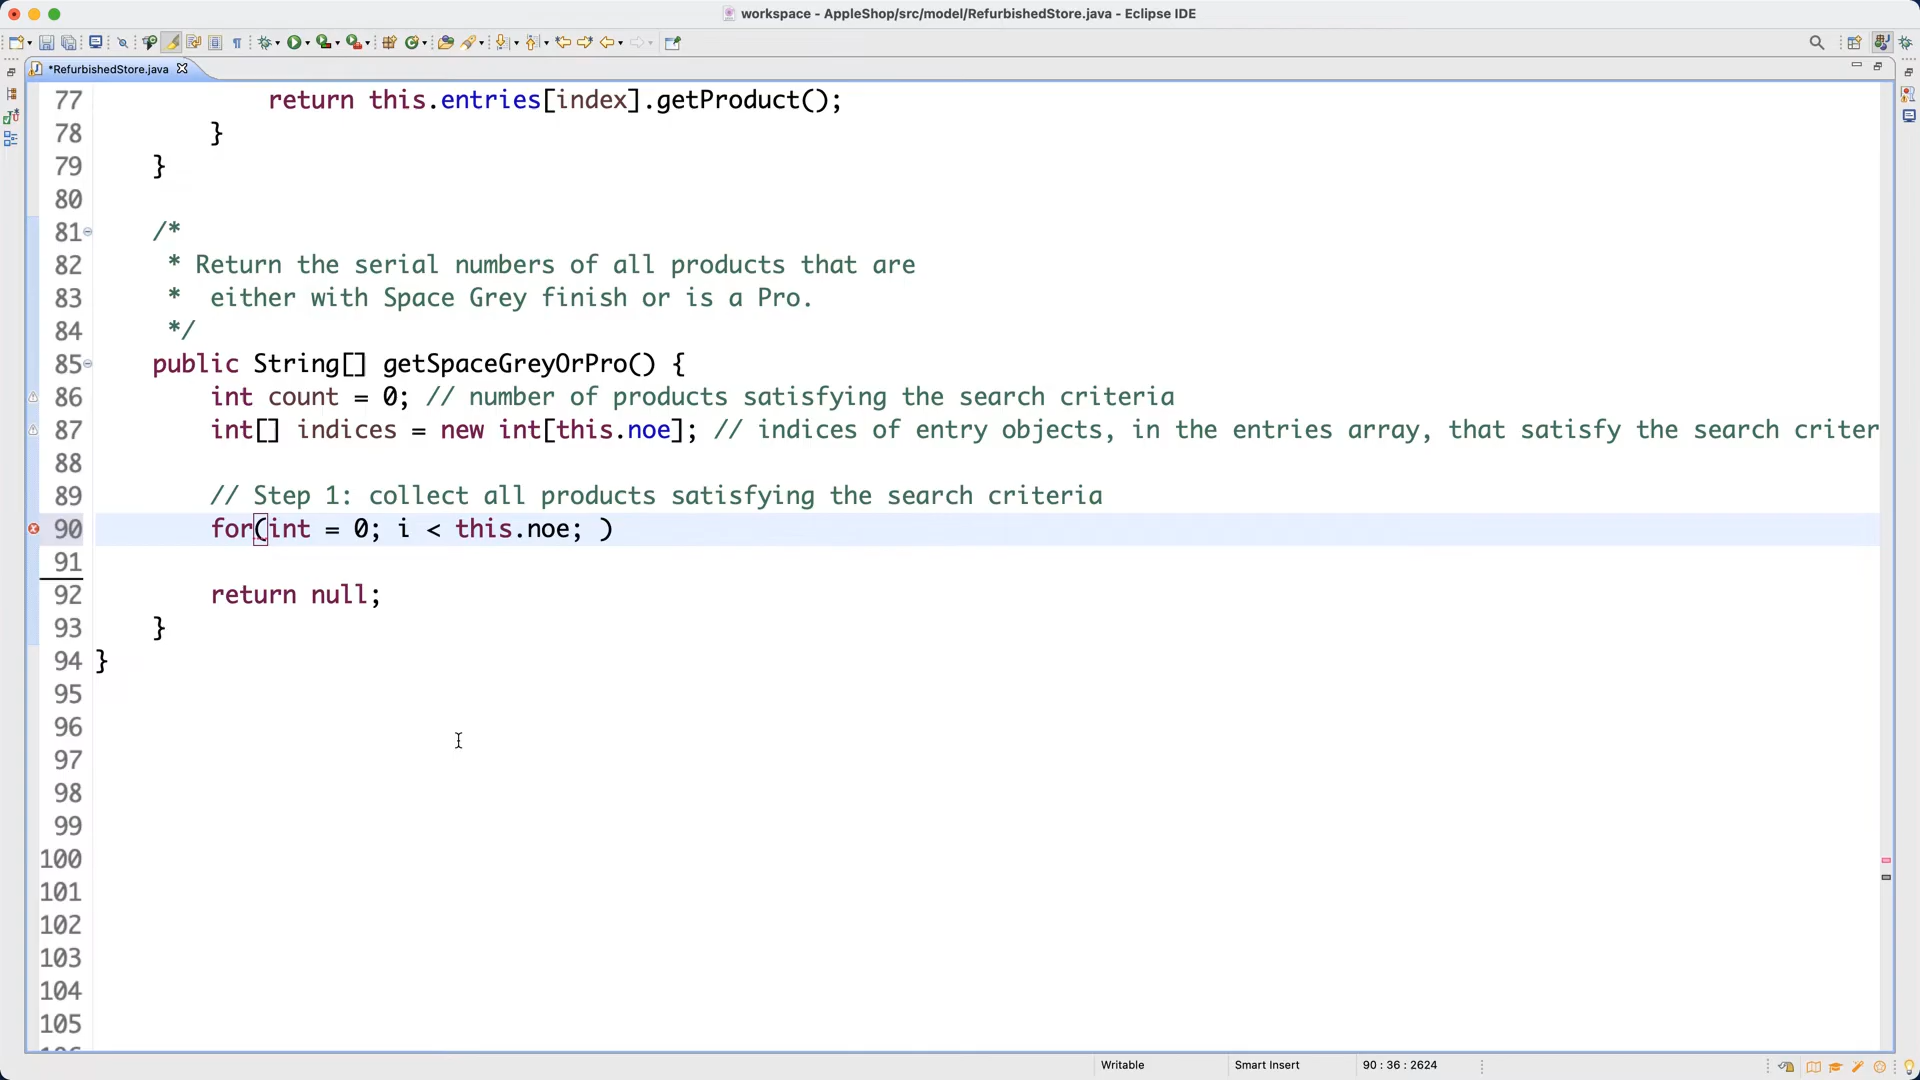 workspace - AppleShop/src/model/RefurbishedStore.java - Eclipse IDE
*RefurbishedStore.java
77 return this.entries[index].getProduct();
78 }
79 }
80
81 /*
82 * Return the serial numbers of all products that are
83 * either with Space Grey finish or is a Pro.
84 */
85 public String[] getSpaceGreyOrPro() {
86 int count = 0; // number of products satisfying the search criteria
87 int[] indices = new int[this.noe]; // indices of entry objects, in the entries array, that satisfy the search criter
88
89 // Step 1: collect all products satisfying the search criteria
90 for(int = 0; i < this.noe; )
91
92 return null;
93 }
94 }
95
96
97
98
99
100
101
102
103
104
105
Writable Smart Insert 90 : 36 : 2624